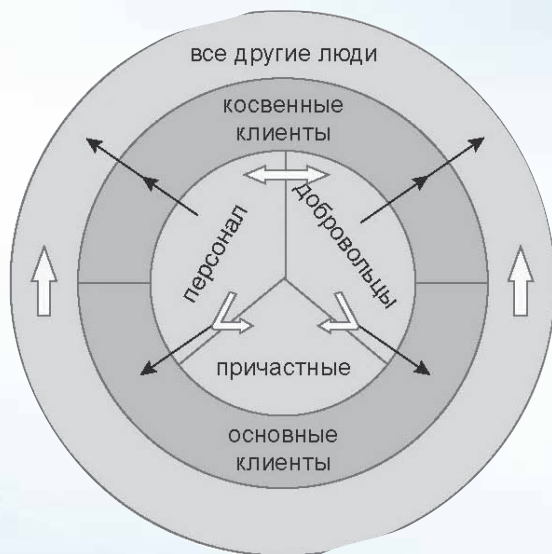 все другие люди
косвенные
клиенты
персонал
добровольцы
причастные
основные
клиенты